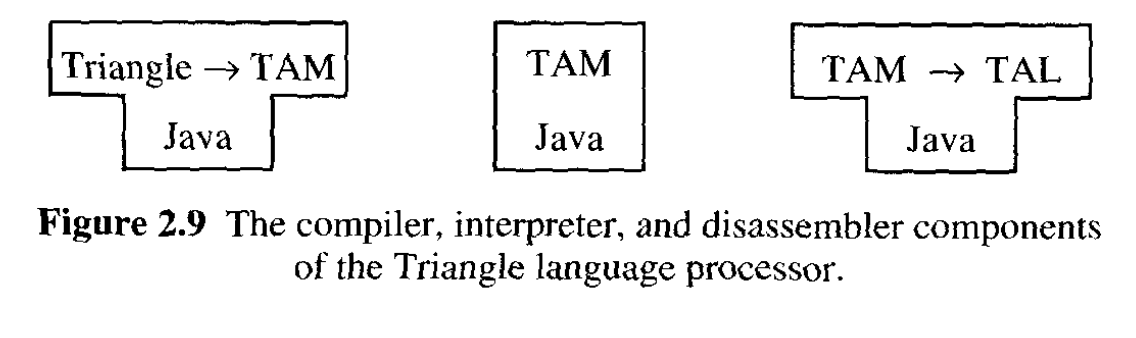 Triangle → TAM
Java
TAM
Java
TAM → TAL
Java
Figure 2.9 The compiler, interpreter, and disassembler components
of the Triangle language processor.